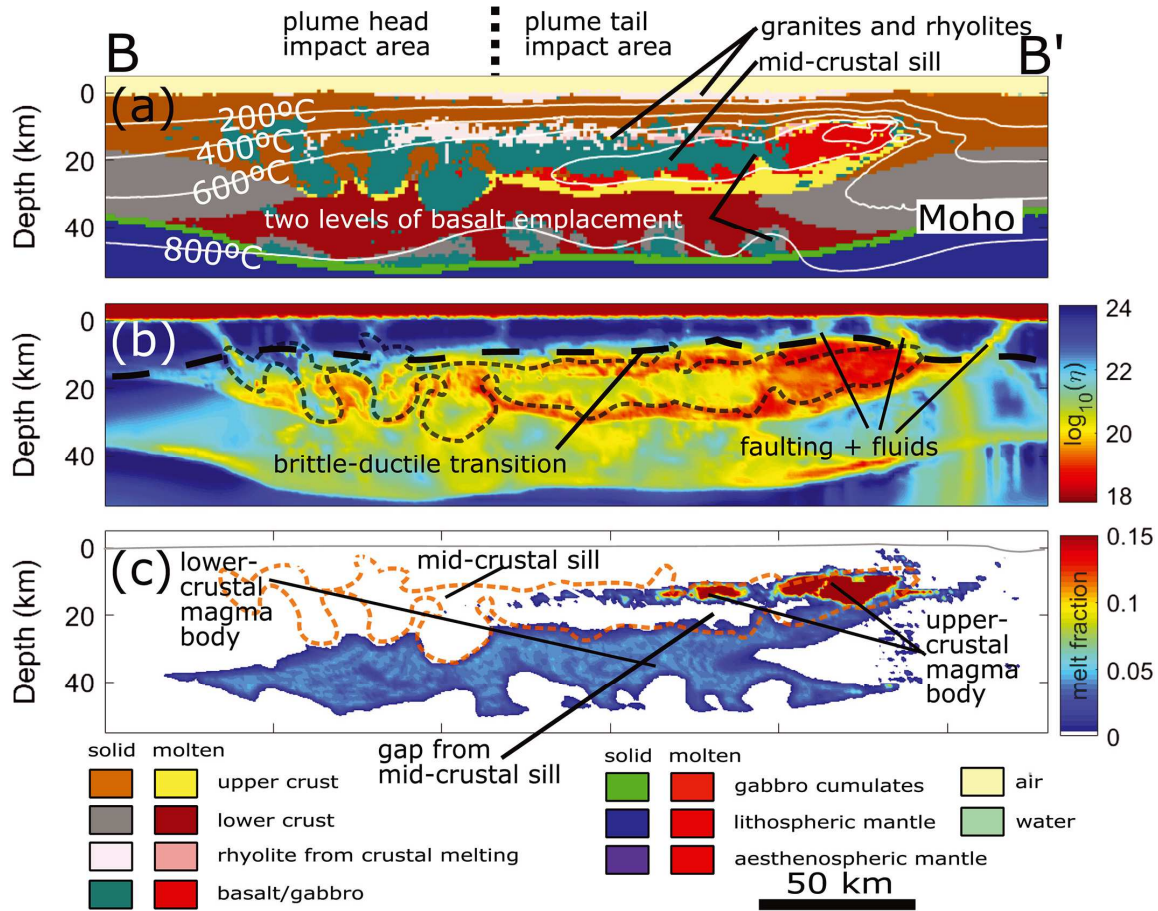 plume head
impact area
plume tail
impact area
granites and rhyolites
mid-crustal sill
B
B'
(a)
0
20
40
Depth (km)
200ºC
400ºC
600ºC
800ºC
two levels of basalt emplacement
Moho
(b)
0
20
40
Depth (km)
brittle-ductile transition
faulting + fluids
24
22
20
18
log10(η)
(c)
0
20
40
Depth (km)
lower-
crustal
magma
body
mid-crustal sill
upper-
crustal
magma
body
gap from
mid-crustal sill
0.15
0.1
0.05
0
melt fraction
solid molten
upper crust
lower crust
rhyolite from crustal melting
basalt/gabbro
solid molten
gabbro cumulates
lithospheric mantle
aesthenospheric mantle
air
water
50 km